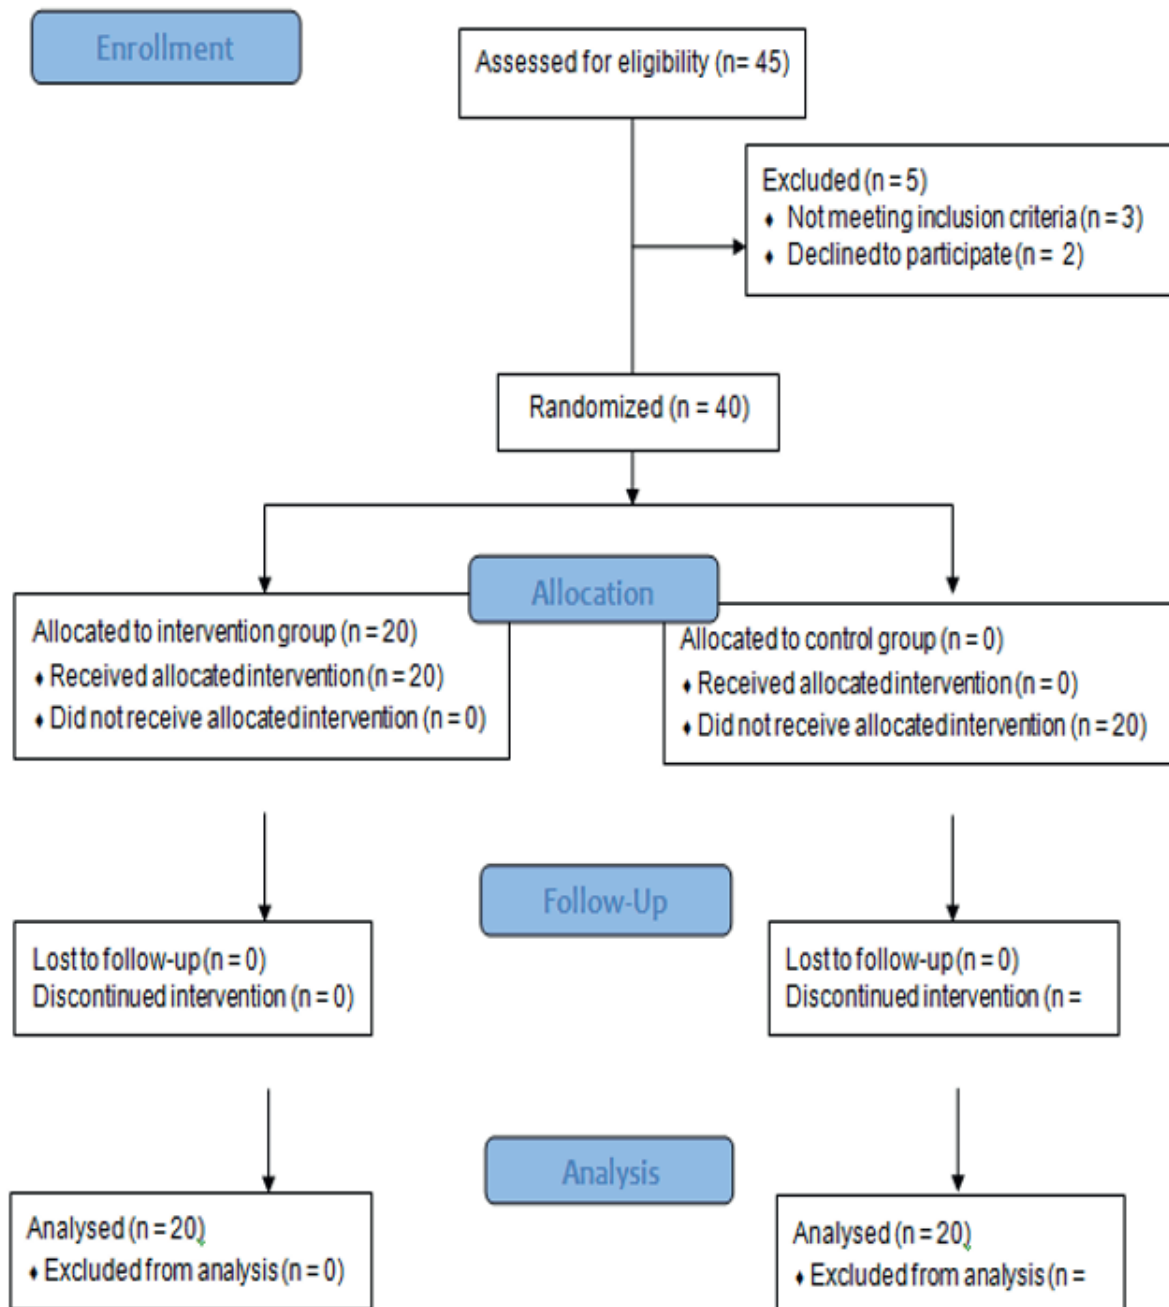 Enrollment
Assessed for eligibility (n= 45)
Excluded (n = 5)
♦ Not meeting inclusion criteria (n = 3)
♦ Declined to participate (n = 2)
Randomized (n = 40)
Allocation
Allocated to intervention group (n = 20)
♦ Received allocated intervention (n = 20)
♦ Did not receive allocated intervention (n = 0)
Allocated to control group (n = 0)
♦ Received allocated intervention (n = 0)
♦ Did not receive allocated intervention (n = 20)
Follow-Up
Lost to follow-up (n = 0)
Discontinued intervention (n = 0)
Lost to follow-up (n = 0)
Discontinued intervention (n =
Analysis
Analysed (n = 20)
♦ Excluded from analysis (n = 0)
Analysed (n = 20)
♦ Excluded from analysis (n =